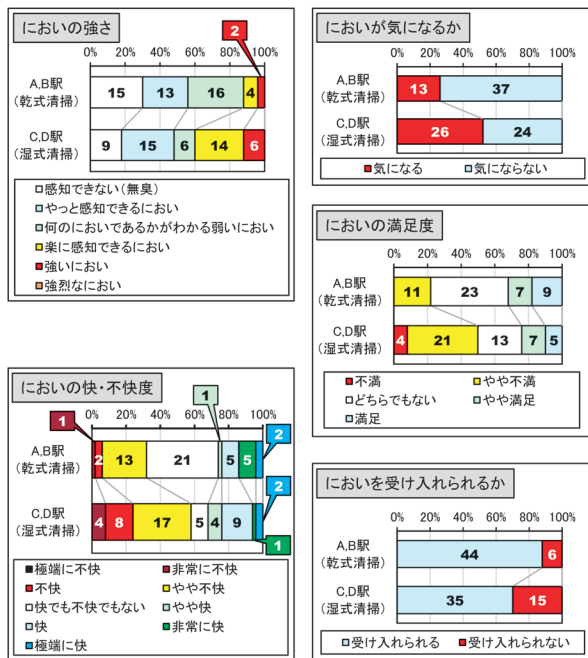 においの強さ
2
0% 20% 40% 60% 80% 100%
A,B駅
(乾式清掃)
15 13 16 4
C,D駅
(湿式清掃)
9 15 6 14 6
感知できない(無臭)
やっと感知できるにおい
何のにおいであるかがわかる弱いにおい
楽に感知できるにおい
強いにおい
強烈なにおい
においが気になるか
0% 20% 40% 60% 80% 100%
A,B駅
(乾式清掃)
13 37
C,D駅
(湿式清掃)
26 24
気になる 気にならない
においの満足度
0% 20% 40% 60% 80% 100%
A,B駅
(乾式清掃)
11 23 7 9
C,D駅
(湿式清掃)
4 21 13 7 5
不満 やや不満
どちらでもない やや満足
満足
においの快・不快度
1
0% 20% 40% 60% 80% 100%
1
A,B駅
(乾式清掃)
2 13 21 5 5
2
C,D駅
(湿式清掃)
4 8 17 5 4 9
2
1
極端に不快 非常に不快
不快 やや不快
快でも不快でもない やや快
快 非常に快
極端に快
においを受け入れられるか
0% 20% 40% 60% 80% 100%
A,B駅
(乾式清掃)
44 6
C,D駅
(湿式清掃)
35 15
受け入れられる 受け入れられない